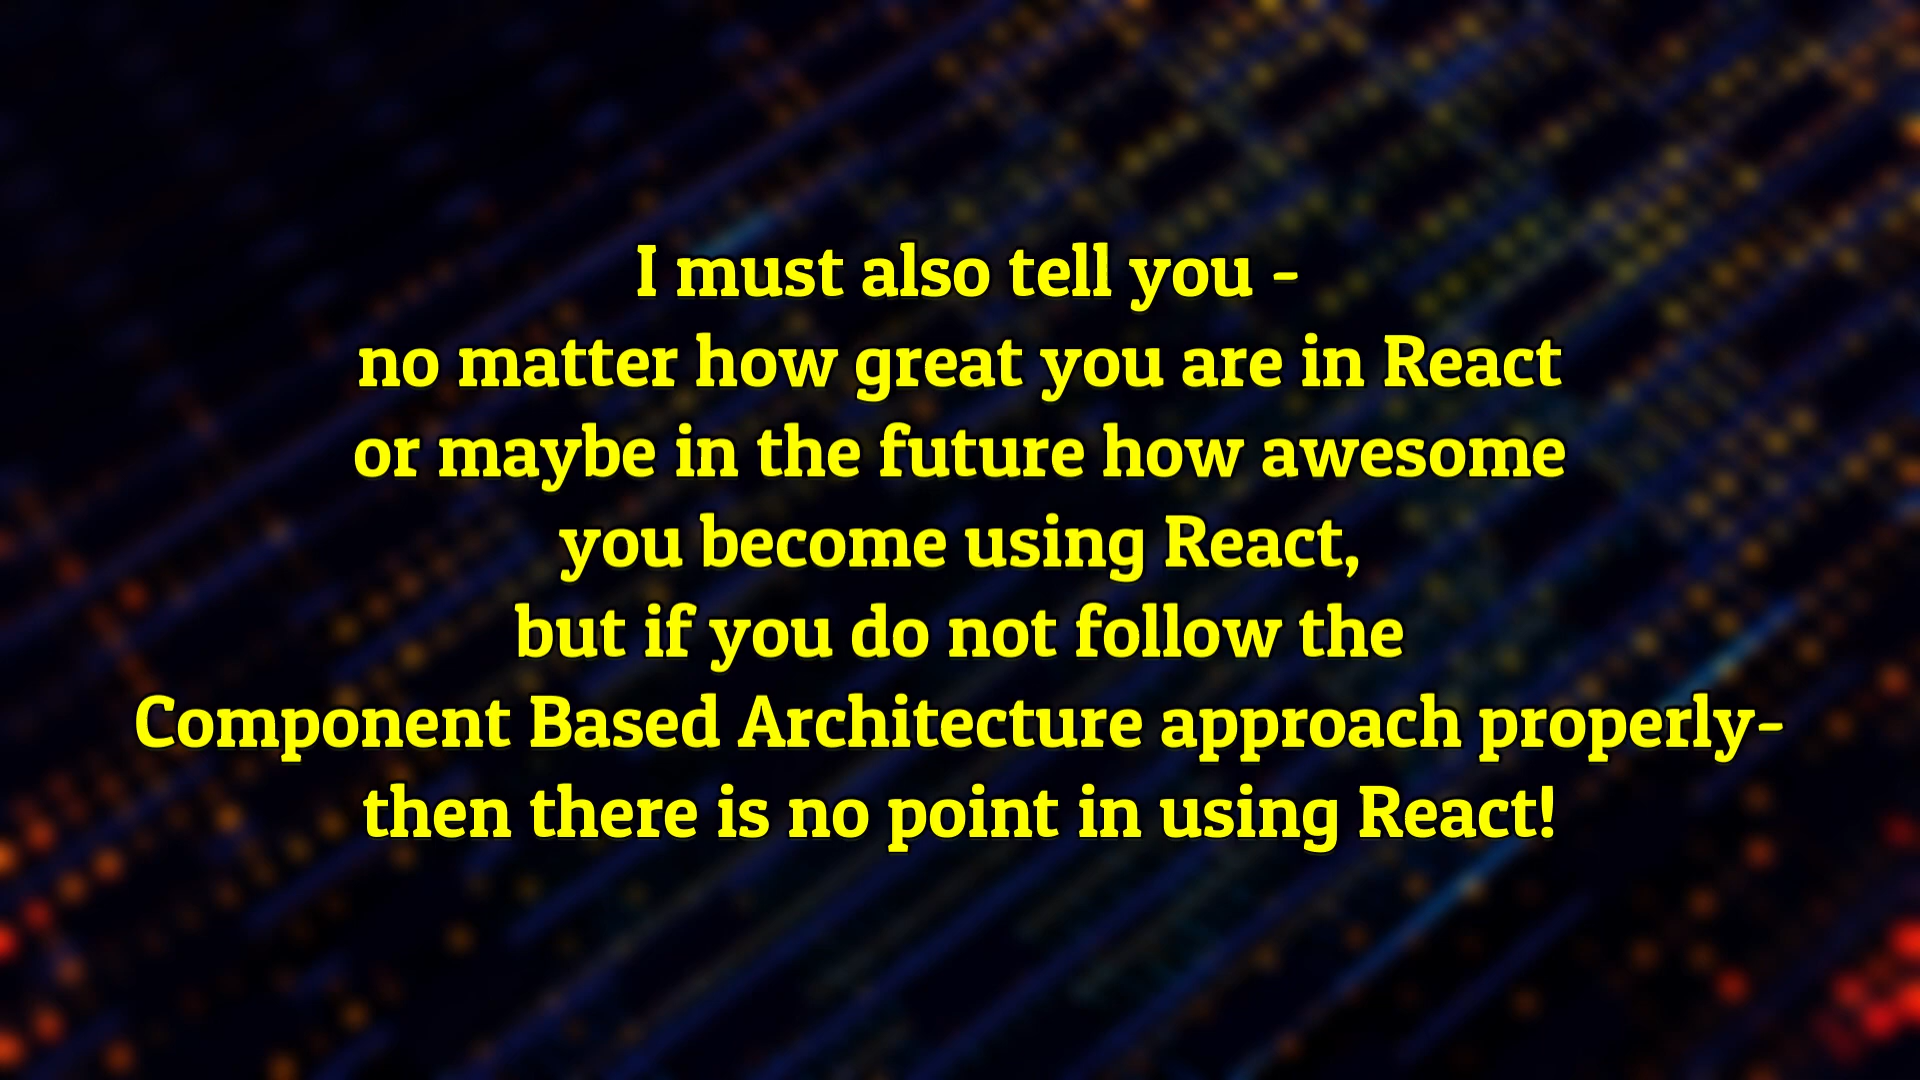 I must also tell you -
no matter how great you are in React
or maybe in the future how awesome
you become using React,
but if you do not follow the
Component Based Architecture approach properly-
then there is no point in using React!